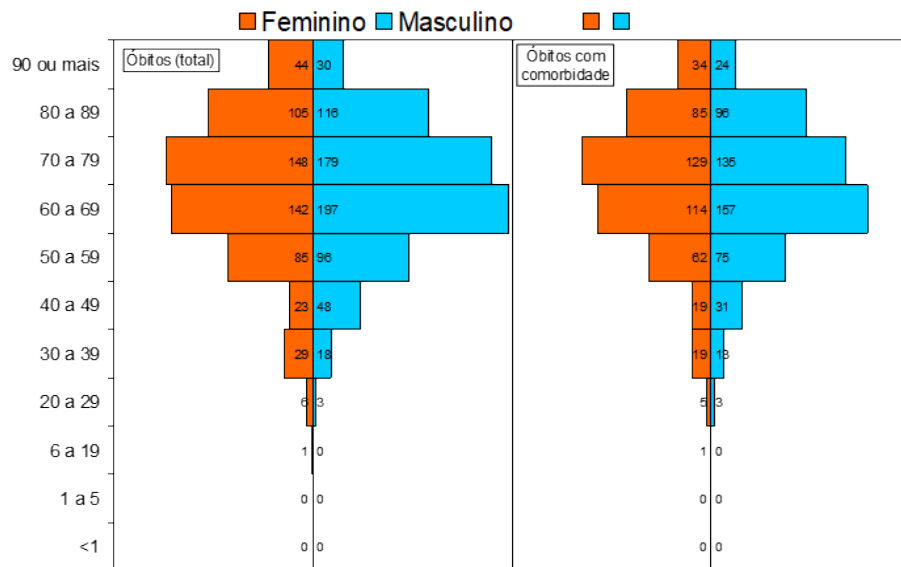 Feminino Masculino
Óbitos (total)
Óbitos com
comorbidade
90 ou mais 44 30 34 24
80 a 89 105 116 85 96
70 a 79 148 179 129 135
60 a 69 142 197 114 157
50 a 59 85 96 62 75
40 a 49 23 48 19 31
30 a 39 29 18 19 13
20 a 29 6 3 5 3
6 a 19 1 0 1 0
1 a 5 0 0 0 0
<1 0 0 0 0